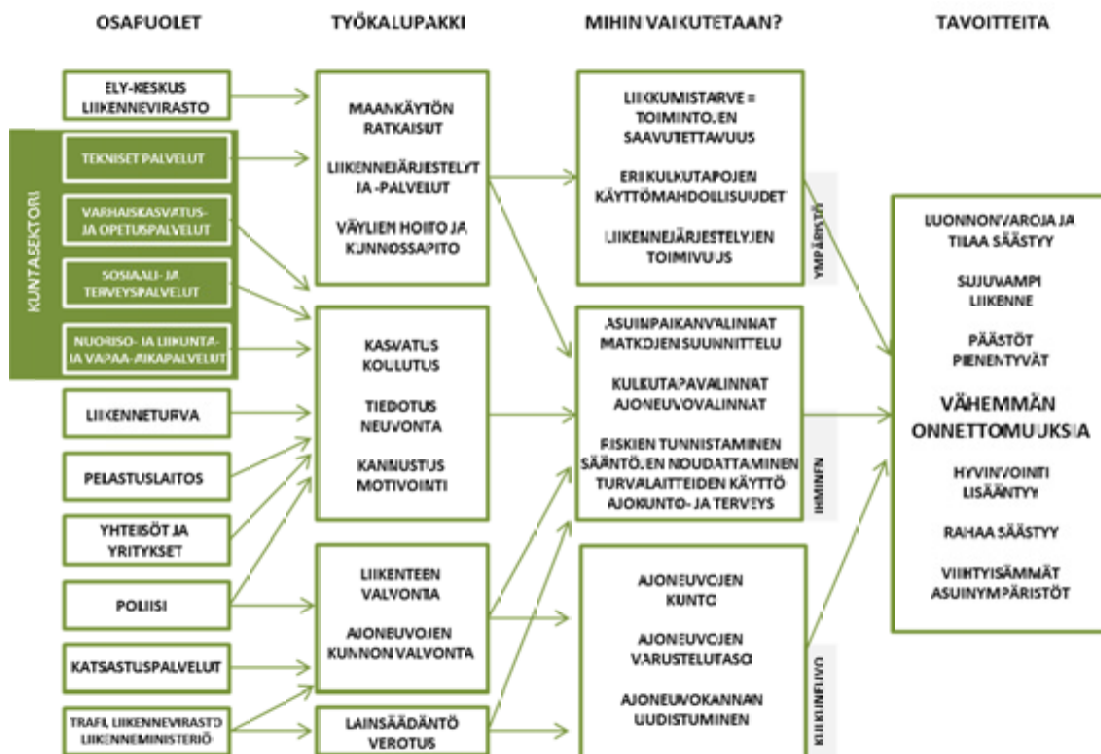 OSAPUOLET
TYÖKALUPAKKI
MIHIN VAIKUTETAAN?
TAVOITTEITA
KUNTASEKTORI
ELY-KESKUS
LIIKENNEVIRASTO
TEKNISET PALVELUT
VARHAISKASVATUS-
JA OPETUSPALVELUT
SOSIAALI- JA
TERVEYSPALVELUT
NUORISO- JA LIIKUNTA-
JA VAPAA-AIKAPALVELUT
LIIKENNETURVA
PELASTUSLAITOS
YHTEISÖT JA
YRITYKSET
POLIISI
KATSASTUSPALVELUT
TRAFI, LIIKENNEVIRASTO
LIIKENNEMINISTERIÖ
MAANKÄYTÖN
RATKAISUT
LIIKENNEJÄRJESTELYT
JA -PALVELUT
VÄYLIEN HOITO JA
KUNNOSSAPITO
KASVATUS
KOULUTUS
TIEDOTUS
NEUVONTA
KANNUSTUS
MOTIVOINTI
LIIKENTEEN
VALVONTA
AJONEUVOJEN
KUNNON VALVONTA
LAINSÄÄDÄNTÖ
VEROTUS
LIIKKUMISTARVE =
TOIMINTOJEN
SAAVUTETTAVUUS
ERI KULKUTAPOJEN
KÄYTTÖMAHDOLLISUUDET
LIIKENNEJÄRJESTELYJEN
TOIMIVUUS
YMPÄRISTÖ
ASUINPAIKANVALINNAT
MATKOJEN SUUNNITTELU
KULKUTAPAVALINNAT
AJONEUVOVALINNAT
RISKIEN TUNNISTAMINEN
SÄÄNTÖJEN NOUDATTAMINEN
TURVALAITTEIDEN KÄYTTÖ
AJOKUNTO- JA TERVEYS
IHMINEN
AJONEUVOJEN
KUNTO
AJONEUVOJEN
VARUSTELUTASO
AJONEUVOKANNAN
UUDISTUMINEN
KULKUNEUVO
LUONNONVAROJA JA
TILAA SÄÄSTYY
SUJUVAMPI
LIIKENNE
PÄÄSTÖT
PIENENTYVÄT
VÄHEMMÄN
ONNETTOMUUKSIA
HYVINVOINTI
LISÄÄNTYY
RAHAA SÄÄSTYY
VIIHTYISÄMMÄT
ASUINYMPÄRISTÖT